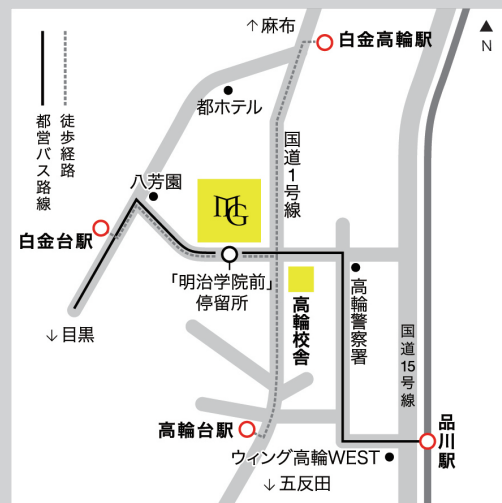 ↑麻布
白金高輪駅
▲
N
都営バス路線
徒歩経路
都ホテル
国道1号線
八芳園
MG
白金台駅
「明治学院前」
停留所
高輪校舎
高輪警察署
国道15号線
↓目黒
高輪台駅
品川駅
ウィング高輪WEST
↓五反田